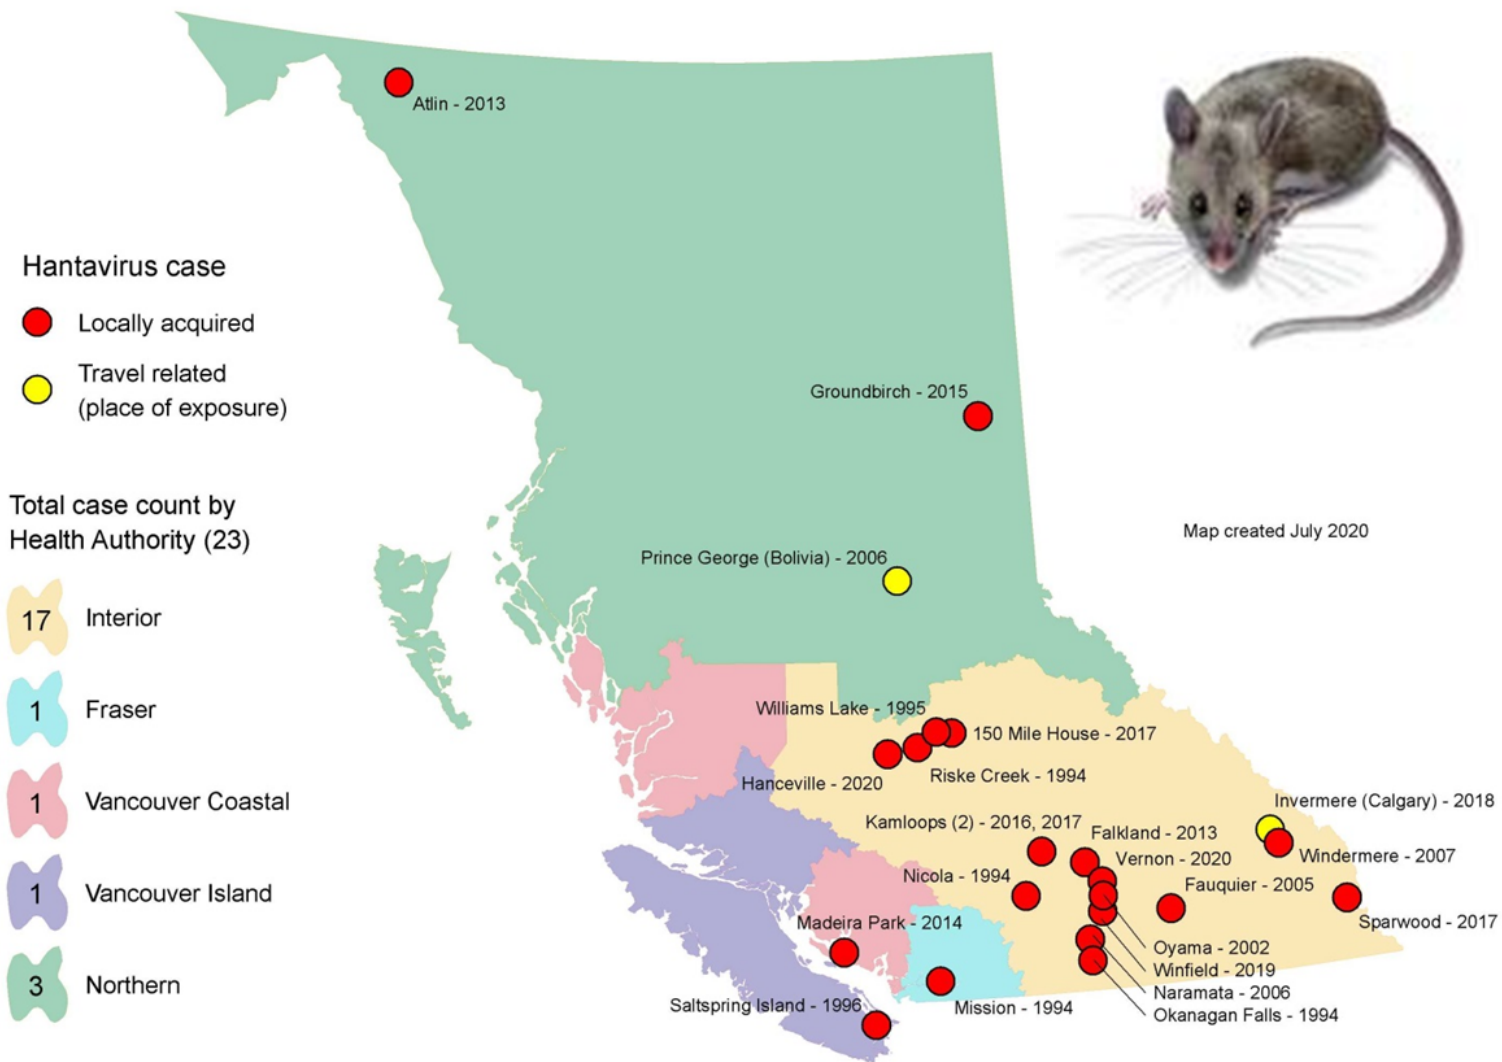 Atlin - 2013
Hantavirus case
Locally acquired
Travel related
(place of exposure)
Groundbirch - 2015
Total case count by
Health Authority (23)
Map created July 2020
Prince George (Bolivia) - 2006
17 Interior
1 Fraser
1 Vancouver Coastal
1 Vancouver Island
3 Northern
Williams Lake - 1995
150 Mile House - 2017
Riske Creek - 1994
Hanceville - 2020
Invermere (Calgary) - 2018
Kamloops (2) - 2016, 2017
Falkland - 2013
Vernon - 2020
Windermere - 2007
Nicola - 1994
Fauquier - 2005
Madeira Park - 2014
Sparwood - 2017
Oyama - 2002
Winfield - 2019
Naramata - 2006
Okanagan Falls - 1994
Saltspring Island - 1996
Mission - 1994